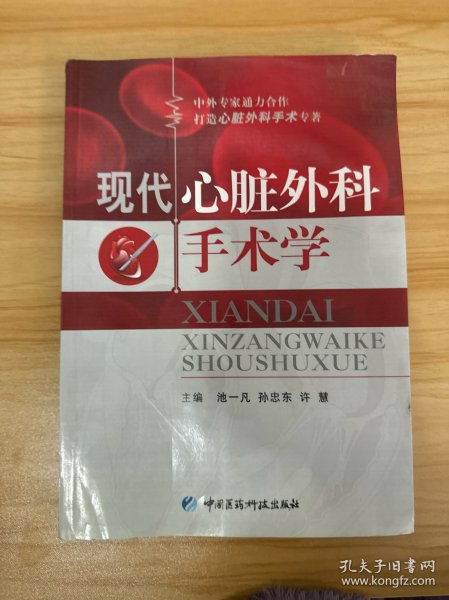 中外专家通力合作
打造心脏外科手术专著
现代心脏外科
手术学
XIANDAI
XINZANGWAIKE
SHOUSHUXUE
主编 池一凡 孙忠东 许 慧
中国医药科技出版社
孔夫子旧书网
www.kongfz.com